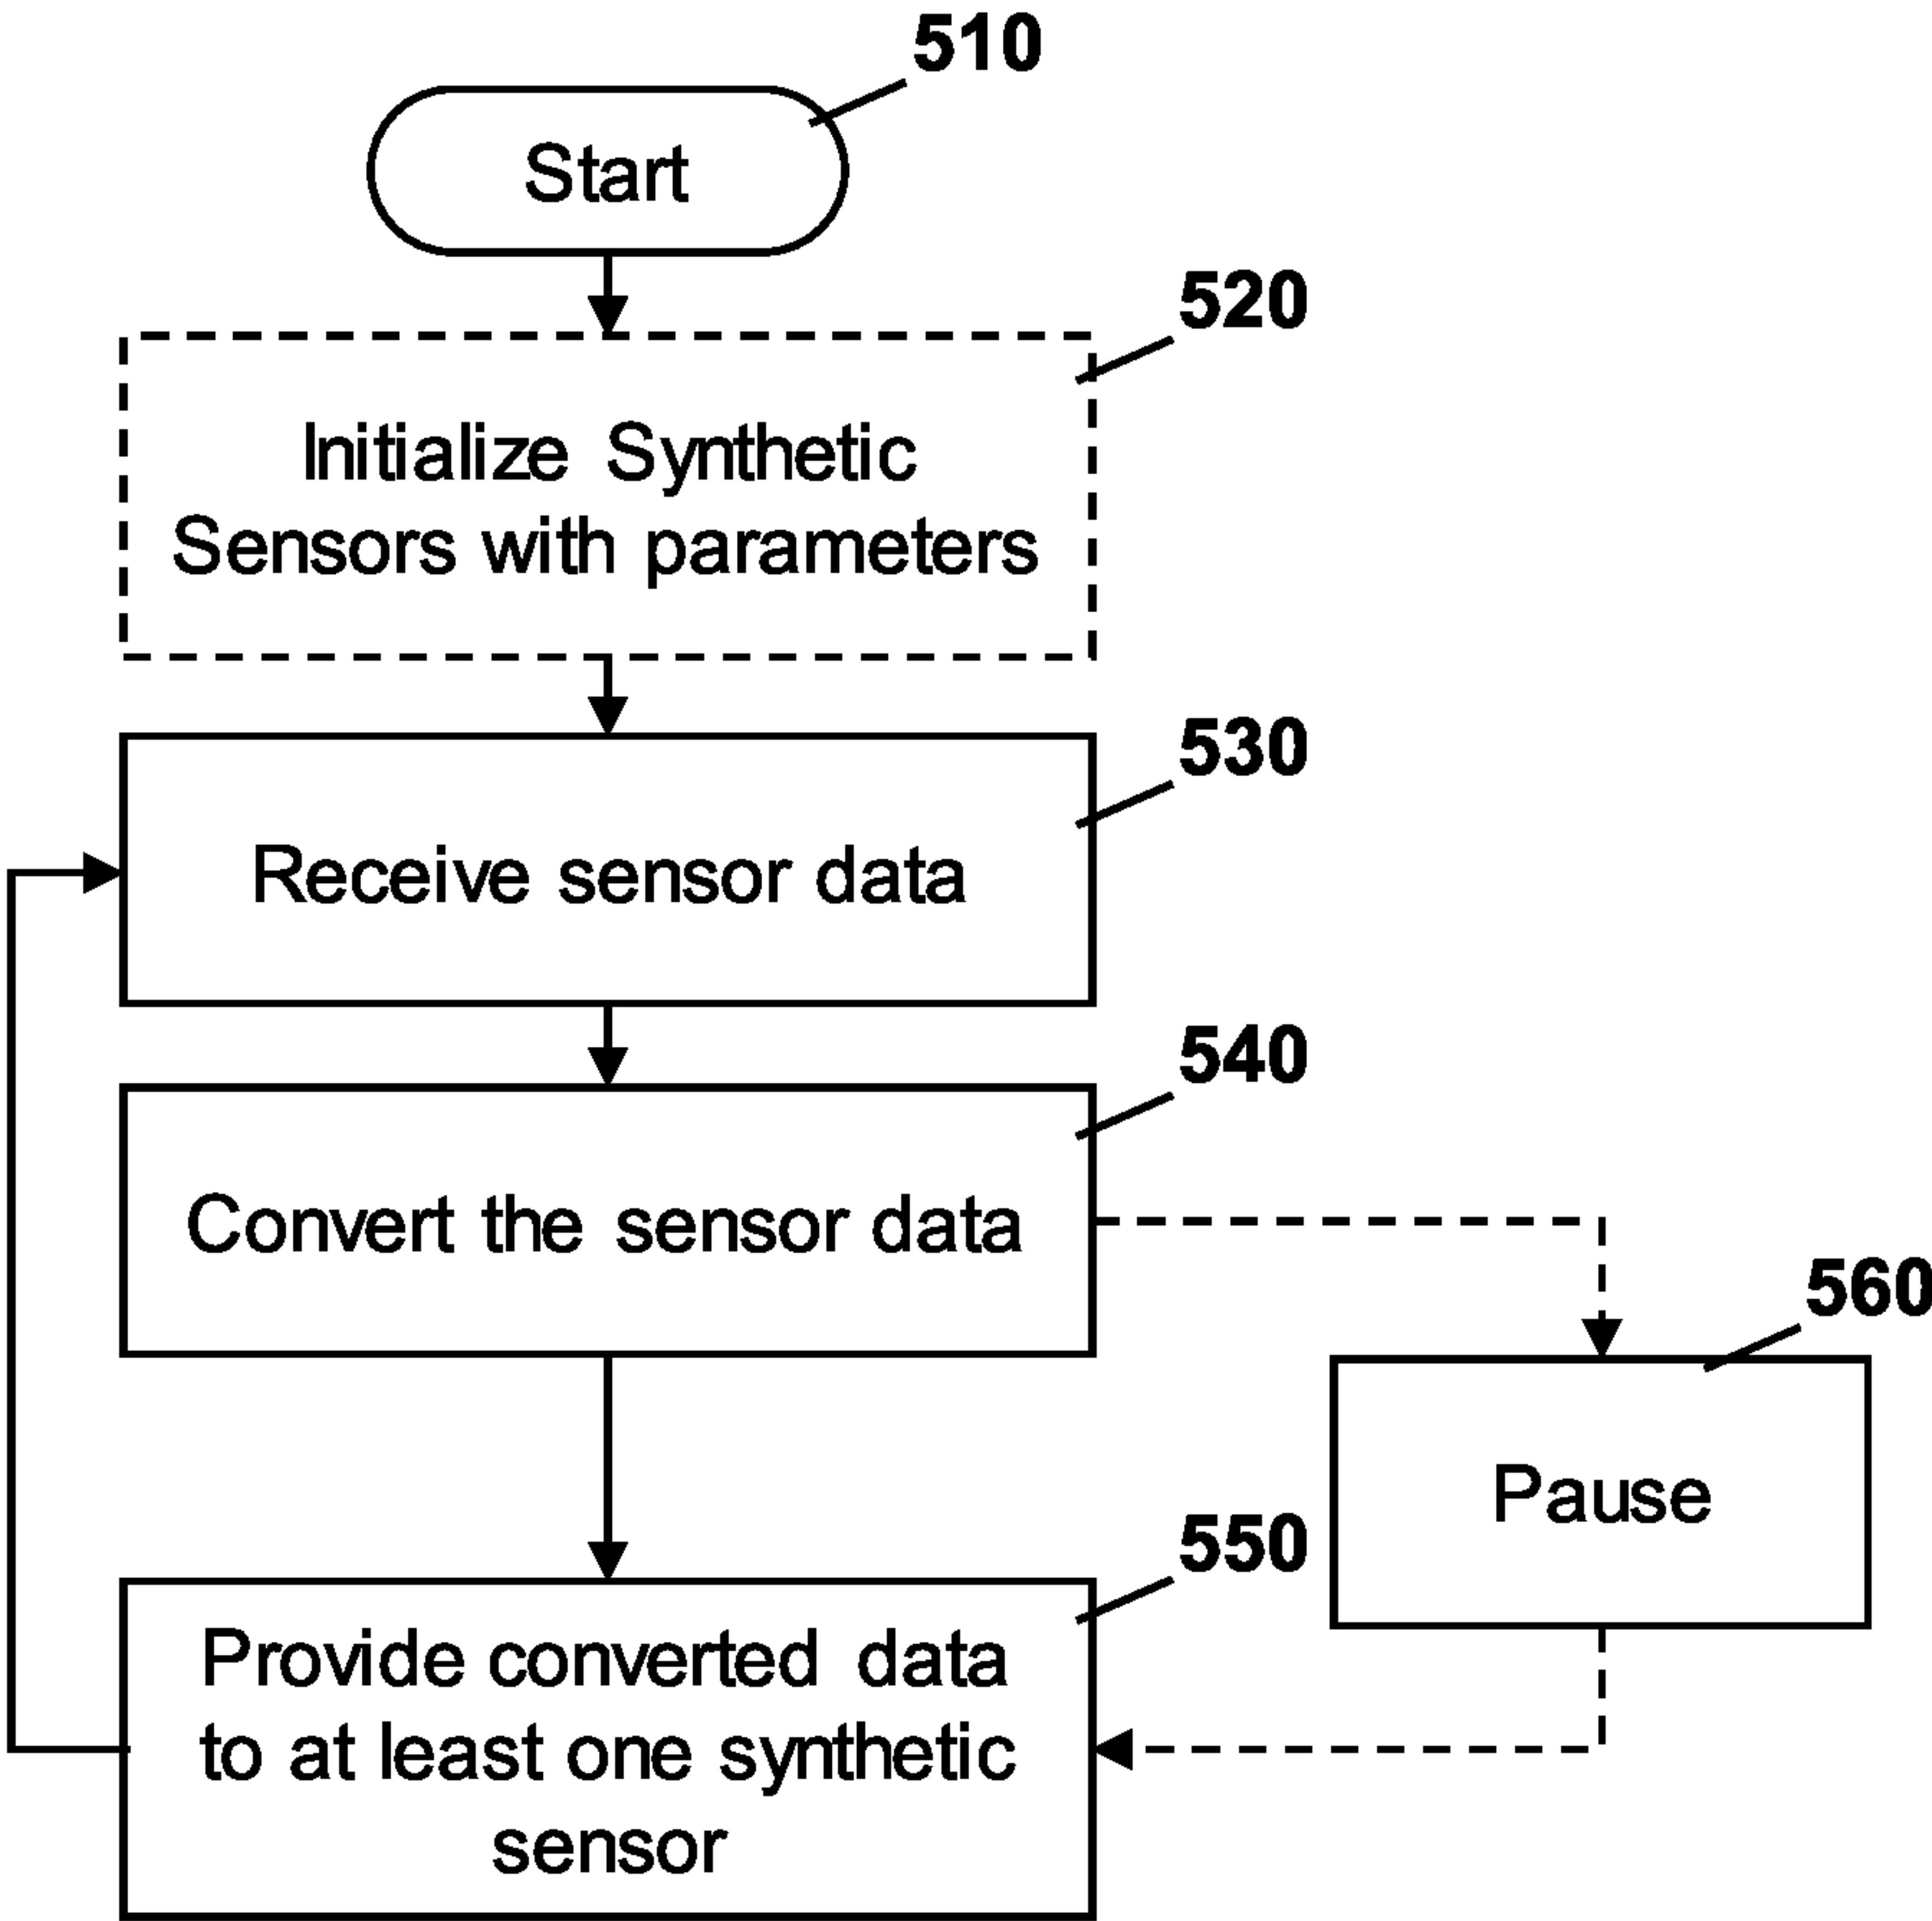 510
Start
520
Initialize Synthetic
Sensors with parameters
530
Receive sensor data
540
Convert the sensor data
560
Pause
550
Provide converted data
to at least one synthetic
sensor